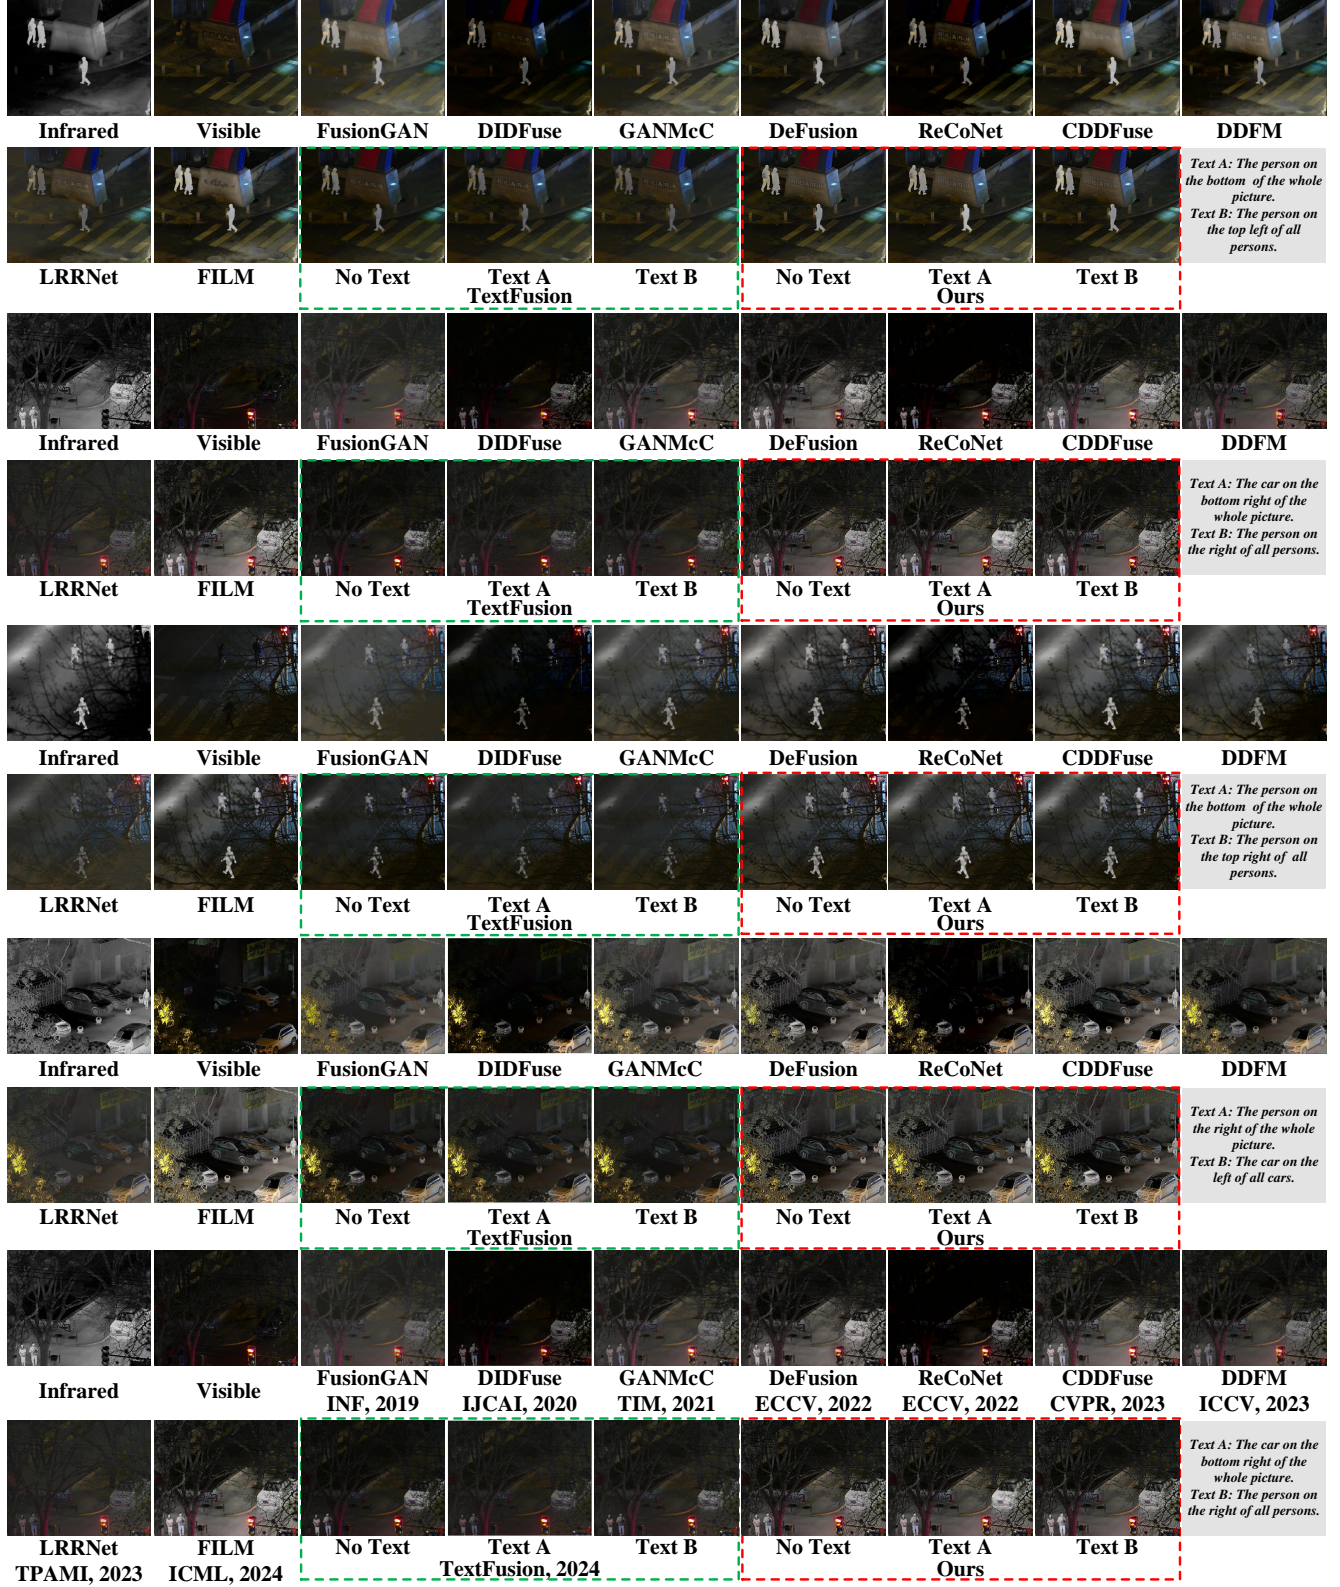 Infrared Visible FusionGAN DIDFuse GANMcC DeFusion ReCoNet CDDFuse DDFM
Text A: The person on
the bottom of the whole
picture.
Text B: The person on
the top left of all
persons.
LRRNet FILM No Text Text A Text B No Text Text A Text B
TextFusion Ours
Infrared Visible FusionGAN DIDFuse GANMcC DeFusion ReCoNet CDDFuse DDFM
Text A: The car on the
bottom right of the
whole picture.
Text B: The person on
the right of all persons.
LRRNet FILM No Text Text A Text B No Text Text A Text B
TextFusion Ours
Infrared Visible FusionGAN DIDFuse GANMcC DeFusion ReCoNet CDDFuse DDFM
Text A: The person on
the bottom of the whole
picture.
Text B: The person on
the top right of all
persons.
LRRNet FILM No Text Text A Text B No Text Text A Text B
TextFusion Ours
Infrared Visible FusionGAN DIDFuse GANMcC DeFusion ReCoNet CDDFuse DDFM
Text A: The person on
the right of the whole
picture.
Text B: The car on the
left of all cars.
LRRNet FILM No Text Text A Text B No Text Text A Text B
TextFusion Ours
Infrared Visible FusionGAN DIDFuse GANMcC DeFusion ReCoNet CDDFuse DDFM
INF, 2019 IJCAI, 2020 TIM, 2021 ECCV, 2022 ECCV, 2022 CVPR, 2023 ICCV, 2023
Text A: The car on the
bottom right of the
whole picture.
Text B: The person on
the right of all persons.
LRRNet FILM No Text Text A Text B No Text Text A Text B
TPAMI, 2023 ICML, 2024 TextFusion, 2024 Ours